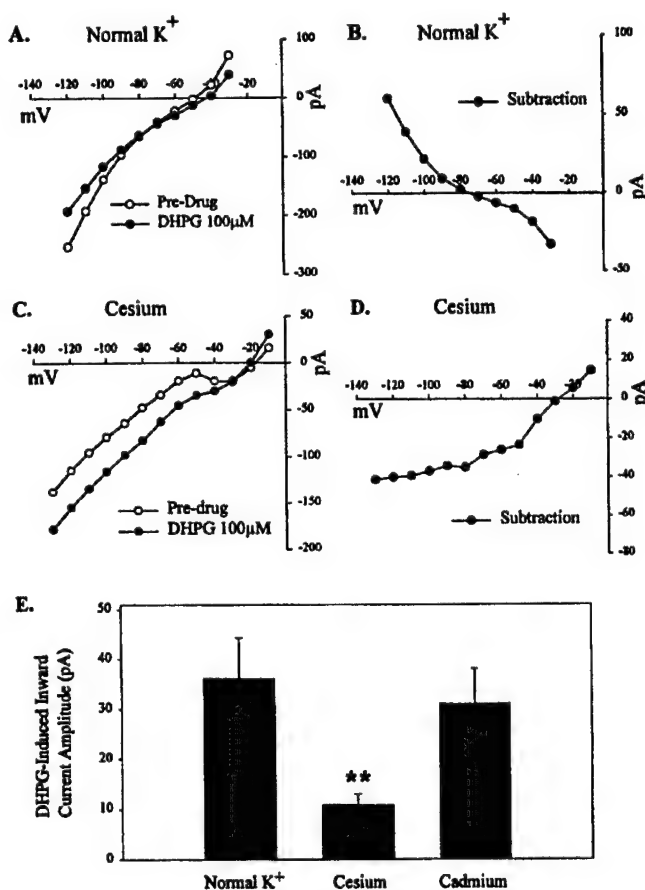 A. Normal K+
100
-140 -120 -100 -80 -60 -40 -20
0
mV
pA
-100
-200
-300
Pre-Drug
DHPG 100µM
B. Normal K+
100
50
Subtraction
-140 -120 -100 -80 -60 -40 -20
0
mV
pA
-50
C. Cesium
50
-140 -120 -100 -80 -60 -40 -20
0
mV
pA
-50
-100
-150
-200
Pre-drug
DHPG 100µM
D. Cesium
40
20
-140 -120 -100 -80 -60 -40 -20
0
mV
pA
-20
-40
-60
-80
Subtraction
E.
DHPG-Induced Inward
Current Amplitude (pA)
50
40
30
20
10
0
**
Normal K+ Cesium Cadmium